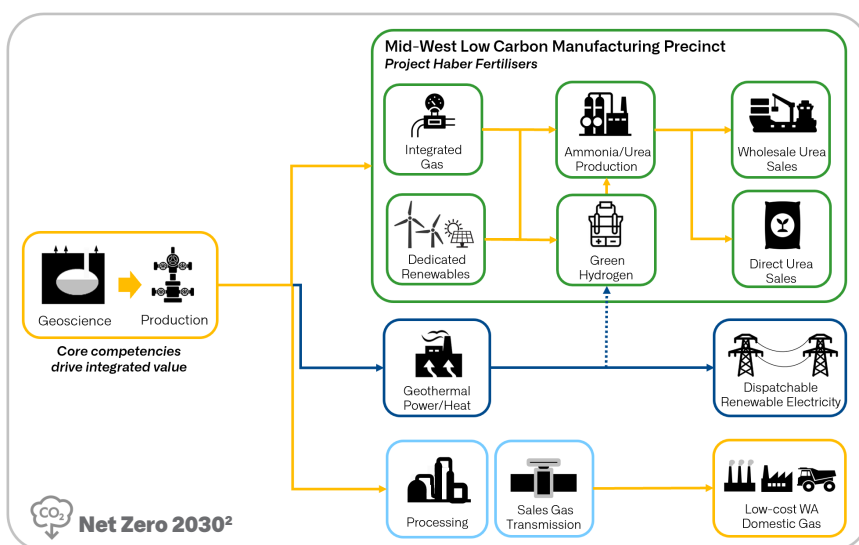 Mid-West Low Carbon Manufacturing Precinct
Project Haber Fertilisers
Integrated
Gas
Ammonia/Urea
Production
Wholesale Urea
Sales
Dedicated
Renewables
Green
Hydrogen
Direct Urea
Sales
Geoscience
Production
Core competencies
drive integrated value
Geothermal
Power/Heat
Dispatchable
Renewable Electricity
Processing
Sales Gas
Transmission
Low-cost WA
Domestic Gas
CO2
Net Zero 2030²